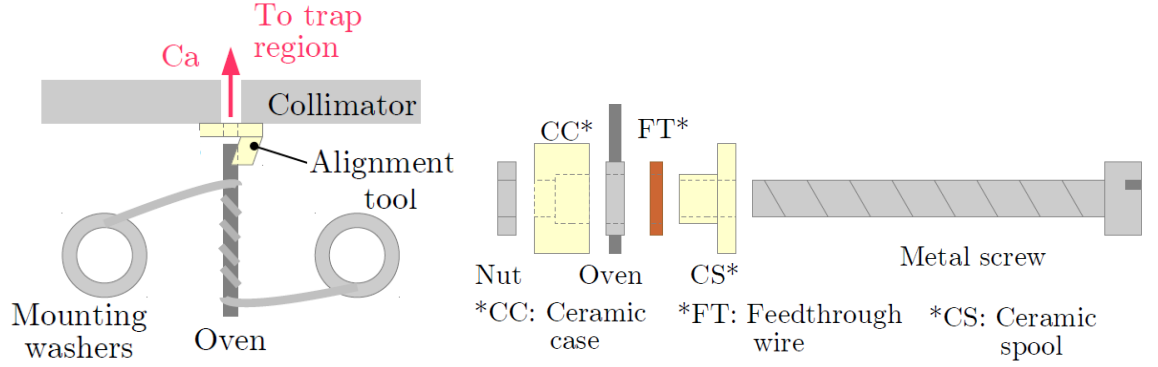 To trap
region
Ca
Collimator
Alignment
tool
Mounting
washers
Oven
CC*
FT*
Nut
Oven
CS*
Metal screw
*CC: Ceramic
case
*FT: Feedthrough
wire
*CS: Ceramic
spool